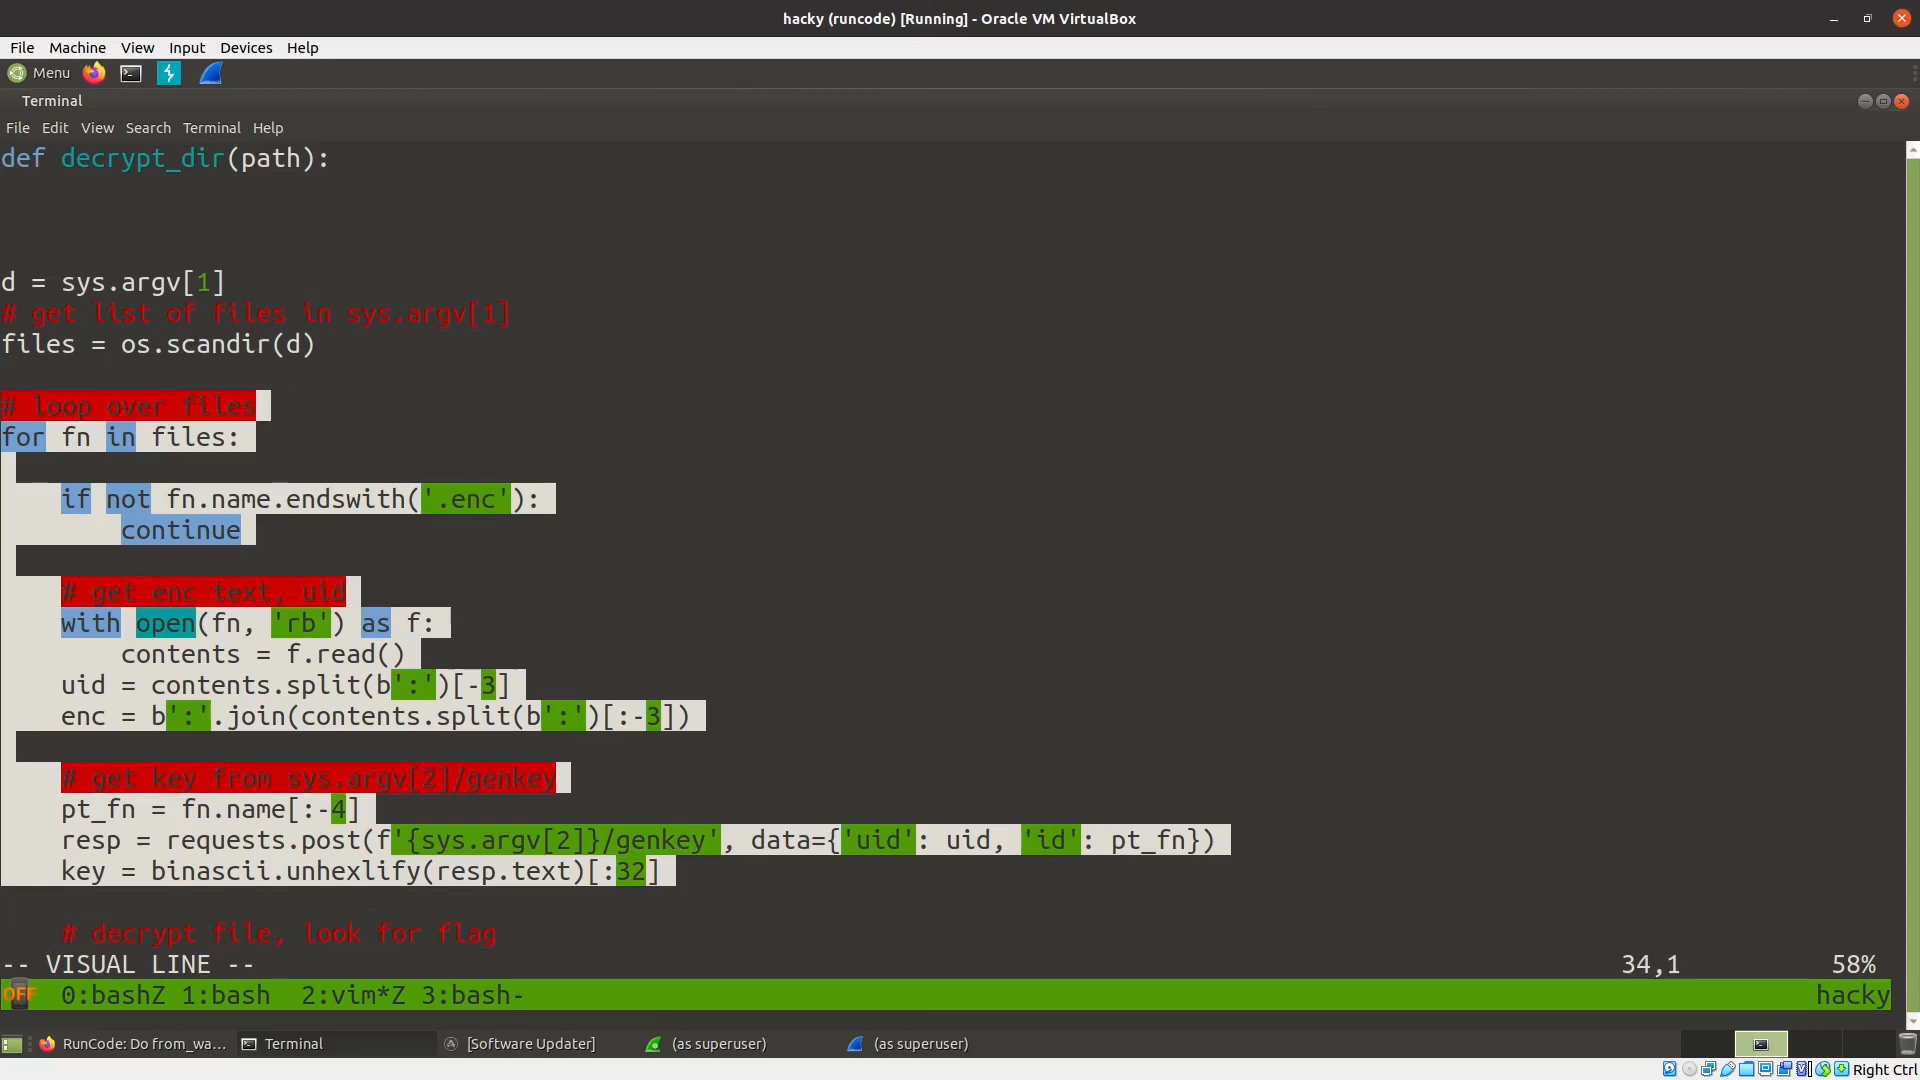 hacky (runcode) [Running] - Oracle VM VirtualBox
File Machine View Input Devices Help
Menu
Terminal
File Edit View Search Terminal Help
def decrypt_dir(path):
d = sys.argv[1]
# get list of files in sys.argv[1]
files = os.scandir(d)
# loop over files
for fn in files:
    if not fn.name.endswith('.enc'):
        continue
    # get enc text, uid
    with open(fn, 'rb') as f:
        contents = f.read()
    uid = contents.split(b':')[-3]
    enc = b':'.join(contents.split(b':')[:-3])
    # get key from sys.argv[2]/genkey
    pt_fn = fn.name[:-4]
    resp = requests.post(f'{sys.argv[2]}/genkey', data={'uid': uid, 'id': pt_fn})
    key = binascii.unhexlify(resp.text)[:32]
    # decrypt file, look for flag
-- VISUAL LINE -- 34,1 58%
OFF 0:bashZ 1:bash 2:vim*Z 3:bash- hacky
RunCode: Do from_wa... Terminal [Software Updater] (as superuser) (as superuser)
Right Ctrl